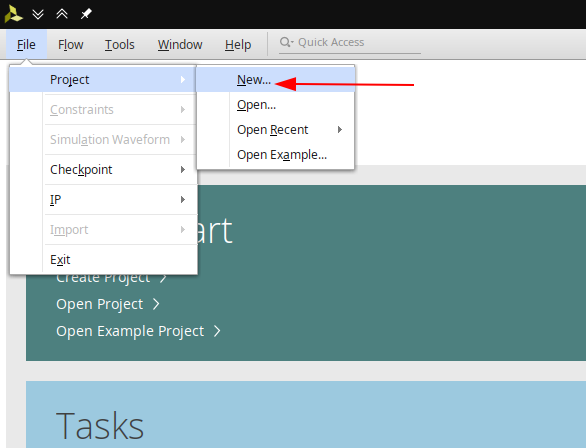 File Flow Tools Window Help Quick Access
Project
Constraints
Simulation Waveform
Checkpoint
IP
Import
Exit
New...
Open...
Open Recent
Open Example...
art
Create Project
Open Project
Open Example Project
Tasks